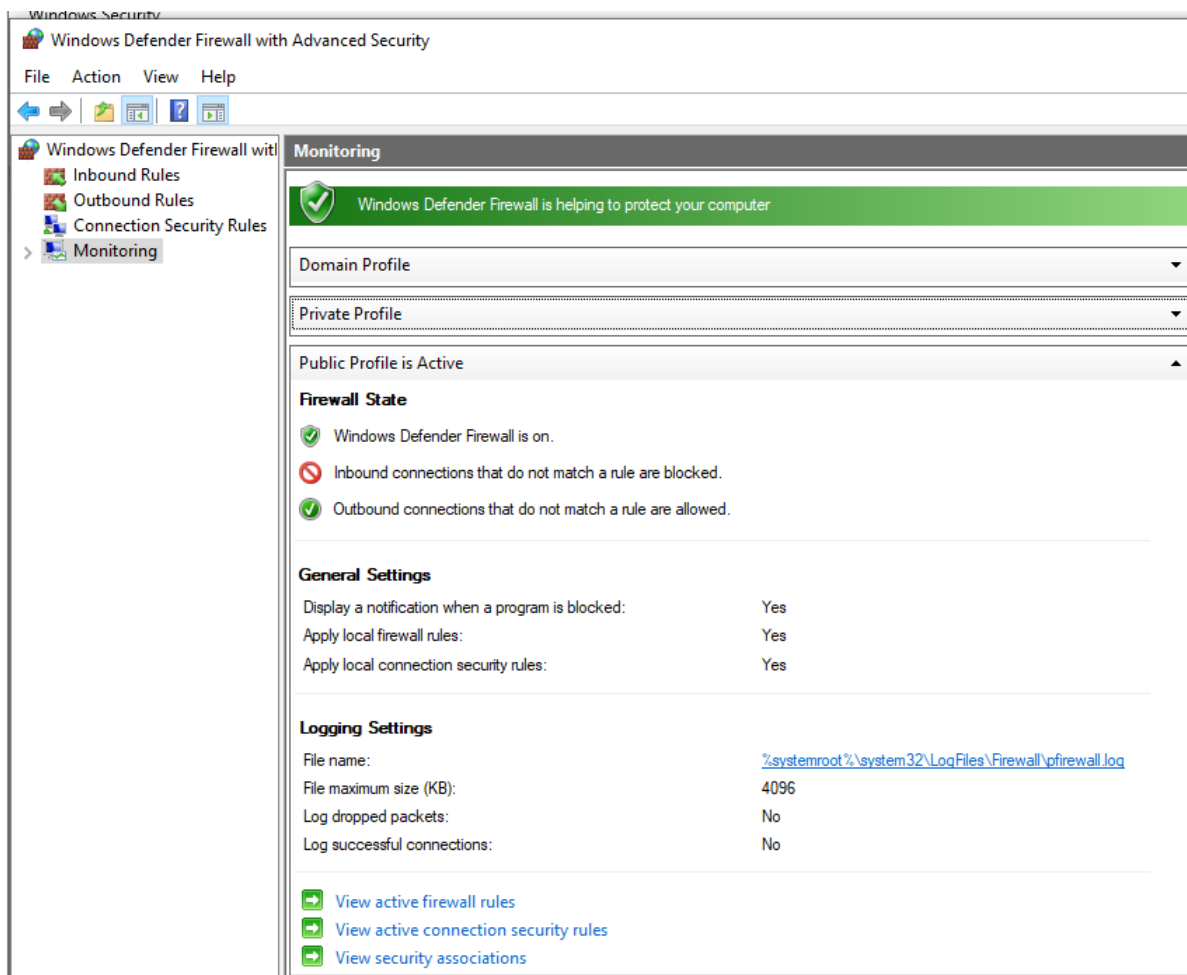 Windows Security
Windows Defender Firewall with Advanced Security
File Action View Help
Windows Defender Firewall with
Inbound Rules
Outbound Rules
Connection Security Rules
Monitoring
Monitoring
Windows Defender Firewall is helping to protect your computer
Domain Profile
Private Profile
Public Profile is Active
Firewall State
Windows Defender Firewall is on.
Inbound connections that do not match a rule are blocked.
Outbound connections that do not match a rule are allowed.
General Settings
Display a notification when a program is blocked: Yes
Apply local firewall rules: Yes
Apply local connection security rules: Yes
Logging Settings
File name: %systemroot%\system32\LogFiles\Firewall\pfirewall.log
File maximum size (KB): 4096
Log dropped packets: No
Log successful connections: No
View active firewall rules
View active connection security rules
View security associations